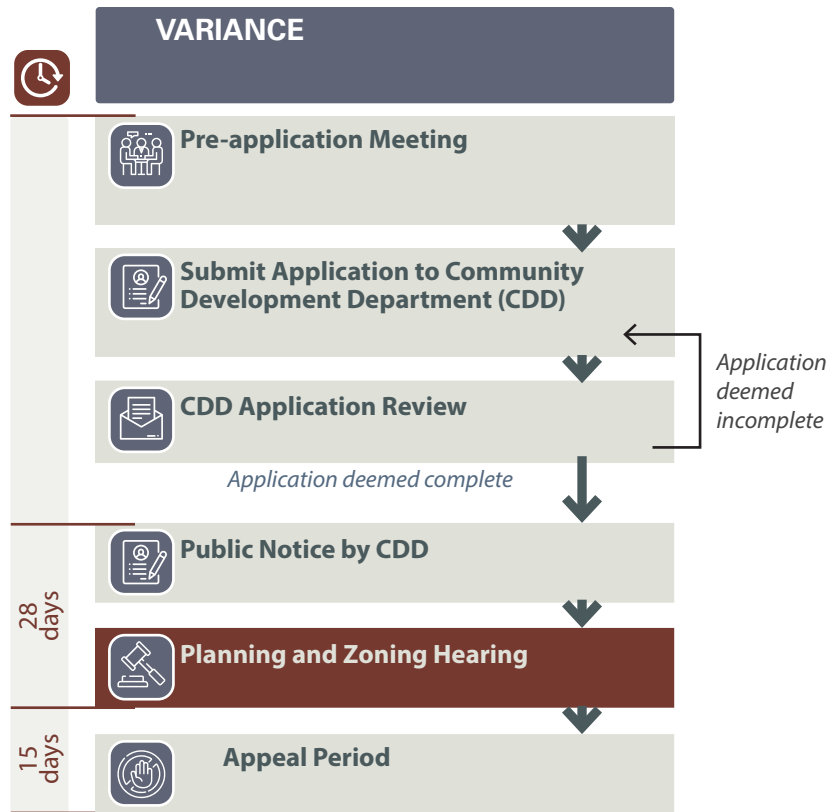 VARIANCE
Pre-application Meeting
Submit Application to Community
Development Department (CDD)
Application
deemed
incomplete
CDD Application Review
Application deemed complete
Public Notice by CDD
28
days
Planning and Zoning Hearing
15
days
Appeal Period